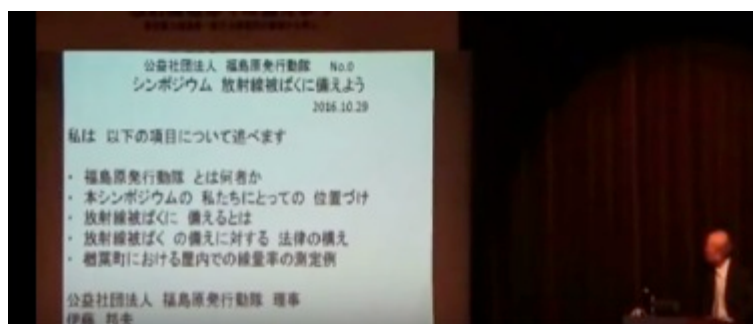 公益社団法人 福島原発行動隊 No.0
シンポジウム 放射線被ばくに備えよう
2016.10.29
私は 以下の項目について述べます
・ 福島原発行動隊 とは何者か
・ 本シンポジウムの 私たちにとっての 位置づけ
・ 放射線被ばくに 備えるとは
・ 放射線被ばく の備えに対する 法律の構え
・ 楢葉町における屋内での線量率の測定例
公益社団法人 福島原発行動隊 理事
伊藤 邦夫